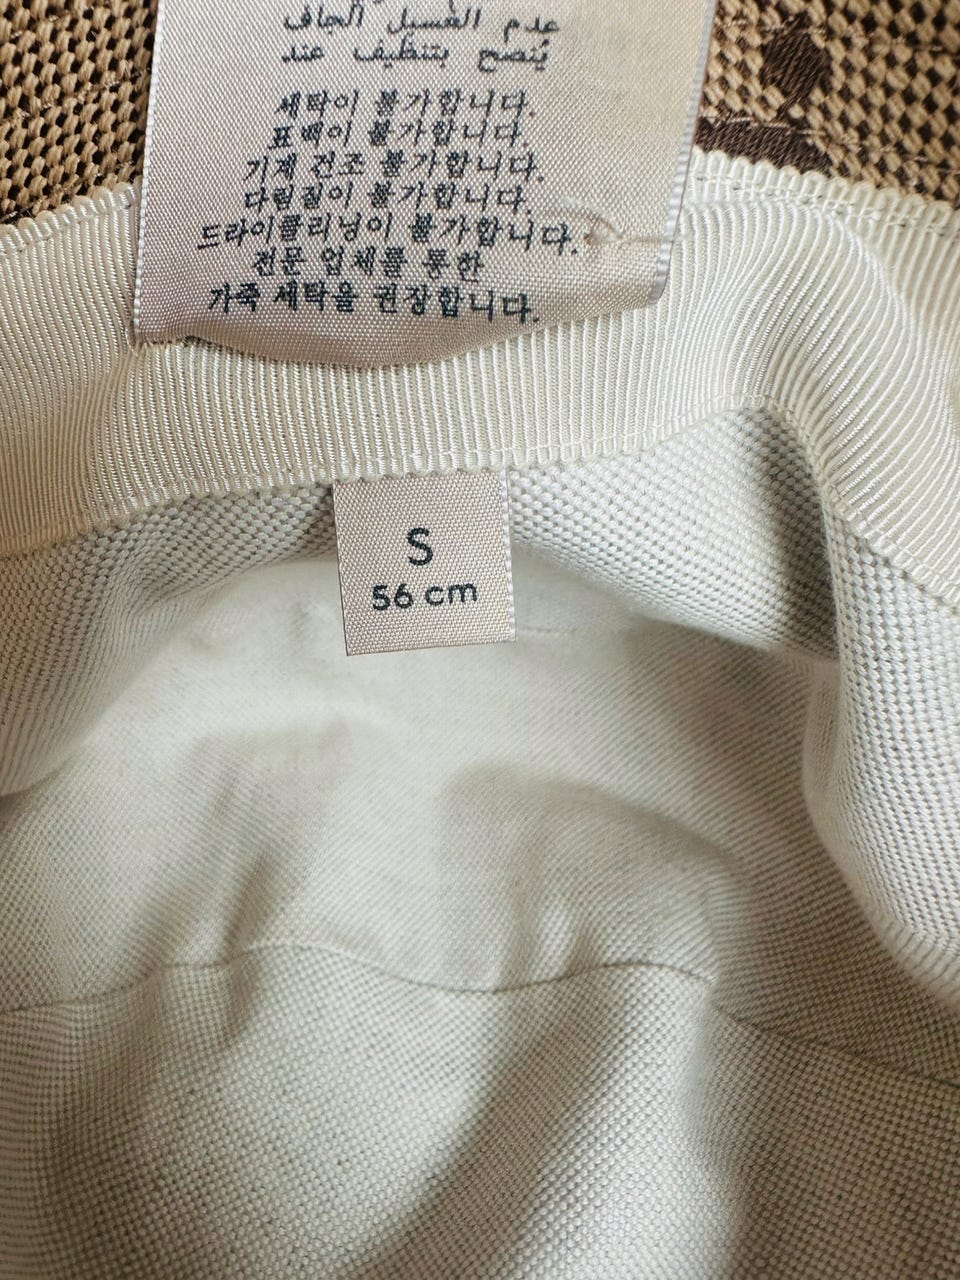 عدم الغسيل الجاف
يُنصح بتنظيف عند
세탁이 불가합니다.
표백이 불가합니다.
기계 건조 불가합니다.
다림질이 불가합니다.
드라이클리닝이 불가합니다.
전문 업체를 통한
가죽 세탁을 권장합니다.
S
56 cm